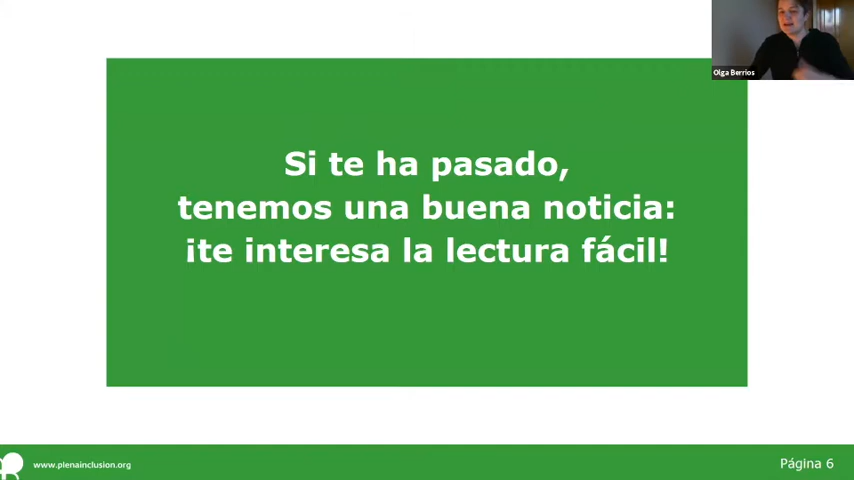 Olga Berrios
Si te ha pasado,
tenemos una buena noticia:
¡te interesa la lectura fácil!
www.plenainclusion.org
Página 6